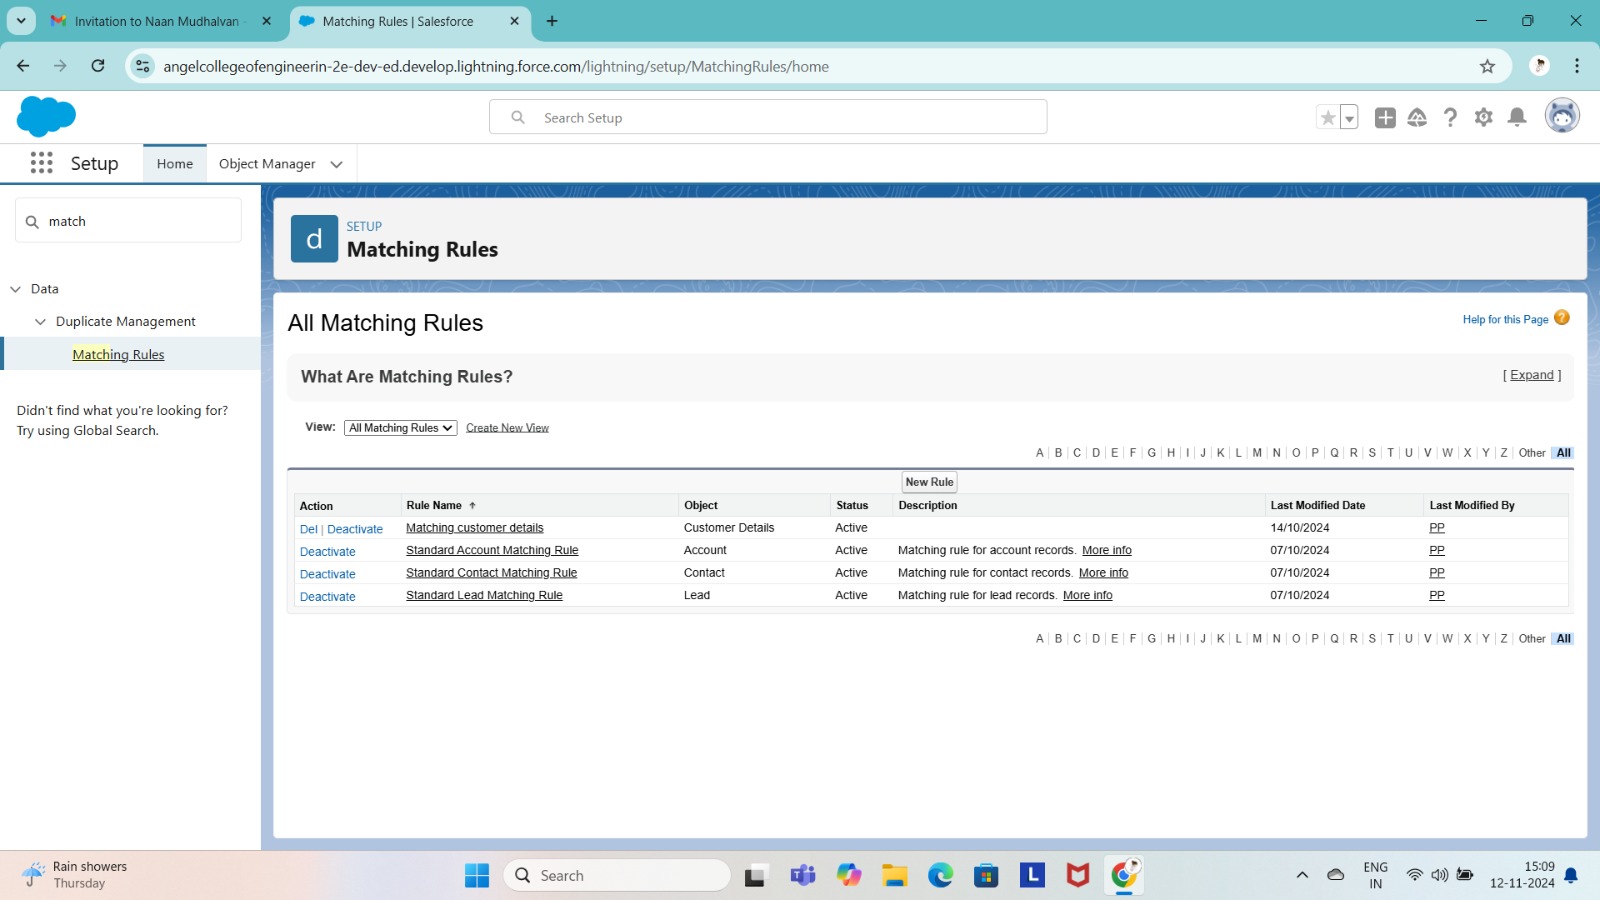 Invitation to Naan Mudhalvan
Matching Rules | Salesforce
angelcollegeofengineerin-2e-dev-ed.develop.lightning.force.com/lightning/setup/MatchingRules/home
Search Setup
Setup
Home
Object Manager
match
Data
Duplicate Management
Matching Rules
Didn't find what you're looking for?
Try using Global Search.
d
SETUP
Matching Rules
All Matching Rules
Help for this Page ?
What Are Matching Rules?
[ Expand ]
View: All Matching Rules Create New View
A | B | C | D | E | F | G | H | I | J | K | L | M | N | O | P | Q | R | S | T | U | V | W | X | Y | Z | Other All
New Rule
Action Rule Name Object Status Description Last Modified Date Last Modified By
Del | Deactivate Matching customer details Customer Details Active 14/10/2024 PP
Deactivate Standard Account Matching Rule Account Active Matching rule for account records. More info 07/10/2024 PP
Deactivate Standard Contact Matching Rule Contact Active Matching rule for contact records. More info 07/10/2024 PP
Deactivate Standard Lead Matching Rule Lead Active Matching rule for lead records. More info 07/10/2024 PP
A | B | C | D | E | F | G | H | I | J | K | L | M | N | O | P | Q | R | S | T | U | V | W | X | Y | Z | Other All
Rain showers
Thursday
Search
L
ENG
IN
15:09
12-11-2024